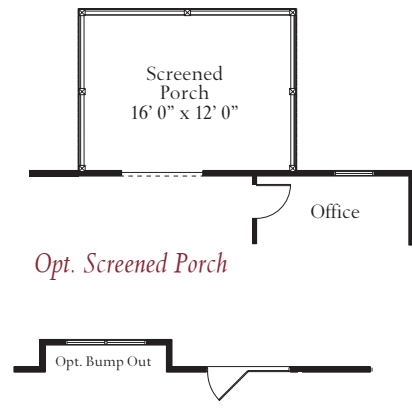 Screened
Porch
16’ 0” x 12’ 0”
Office
Opt. Screened Porch
Opt. Bump Out